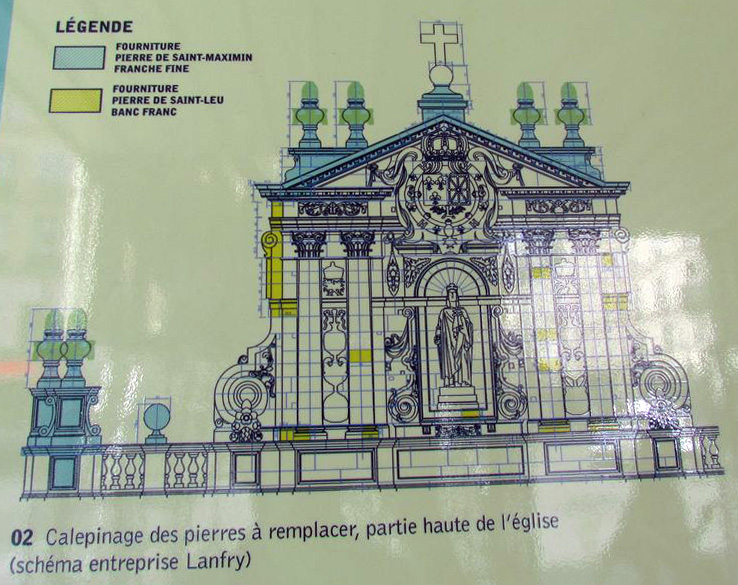 LÉGENDE
FOURNITURE
PIERRE DE SAINT-MAXIMIN
FRANCHE FINE
FOURNITURE
PIERRE DE SAINT-LEU
BANC FRANC
02 Calepinage des pierres à remplacer, partie haute de l'église
(schéma entreprise Lanfry)